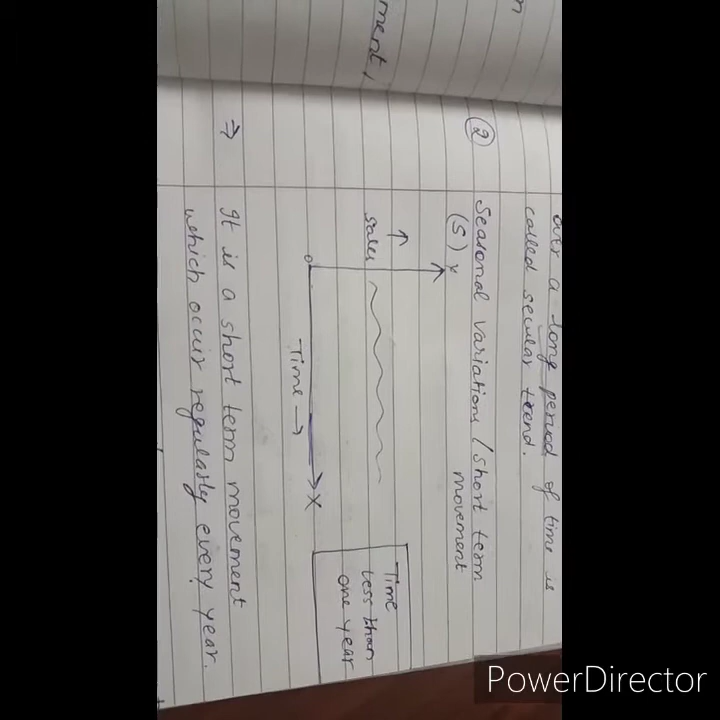 over a long period of time is
called secular trend.
② Seasonal variations / short term
(S) movement
Y
↑
sales
O
Time →
X
Time
less than
one year
⇒ It is a short term movement
which occur regularly every year.
ment,
PowerDirector